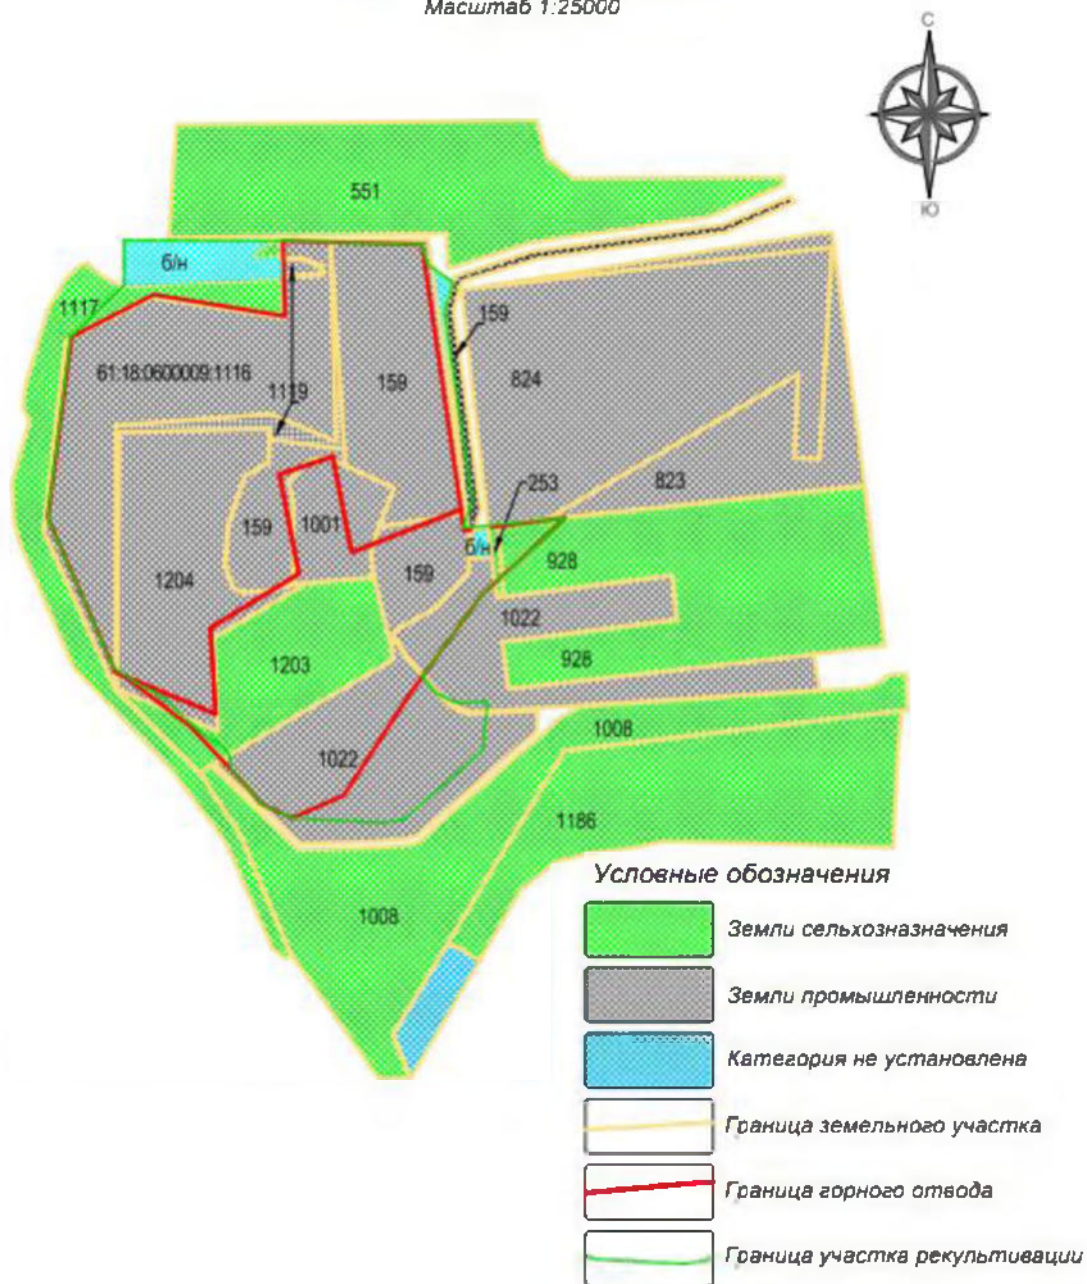 Масштаб 1:25000
С
Ю
551
б/н
1117
159
61:18:0600009:1116
1119
159
824
253
823
159
1001
б/н
928
1204
159
1022
1203
928
1022
1008
1186
1008
Условные обозначения
Земли сельхозназначения
Земли промышленности
Категория не установлена
Граница земельного участка
Граница горного отвода
Граница участка рекультивации